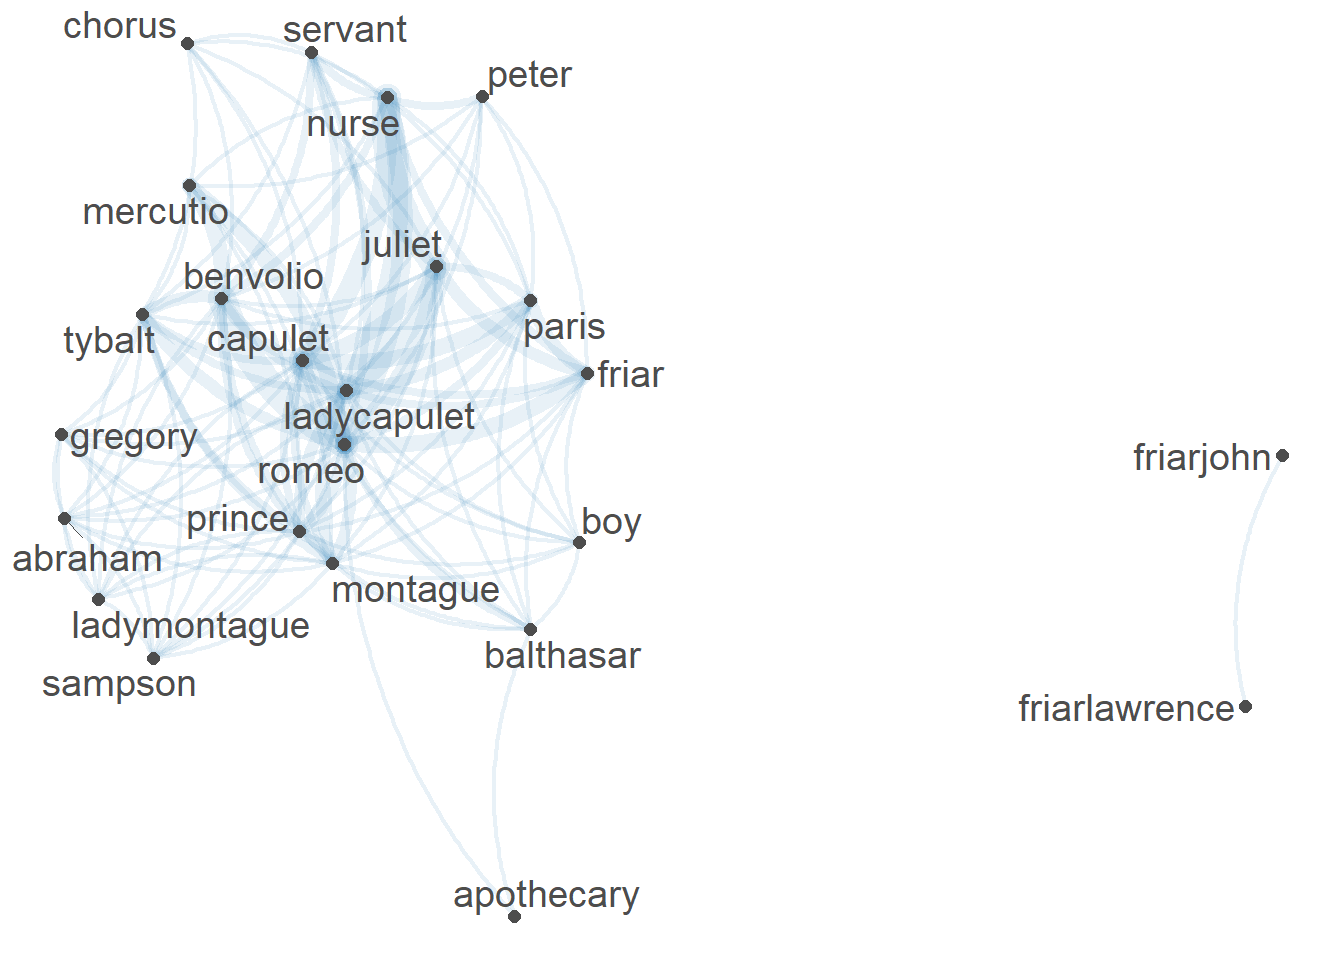 chorus
servant
peter
nurse
mercutio
juliet
benvolio
paris
tybalt
capulet
friar
ladycapulet
gregory
friarjohn
romeo
prince
boy
abraham
montague
ladymontague
balthasar
sampson
friarlawrence
apothecary